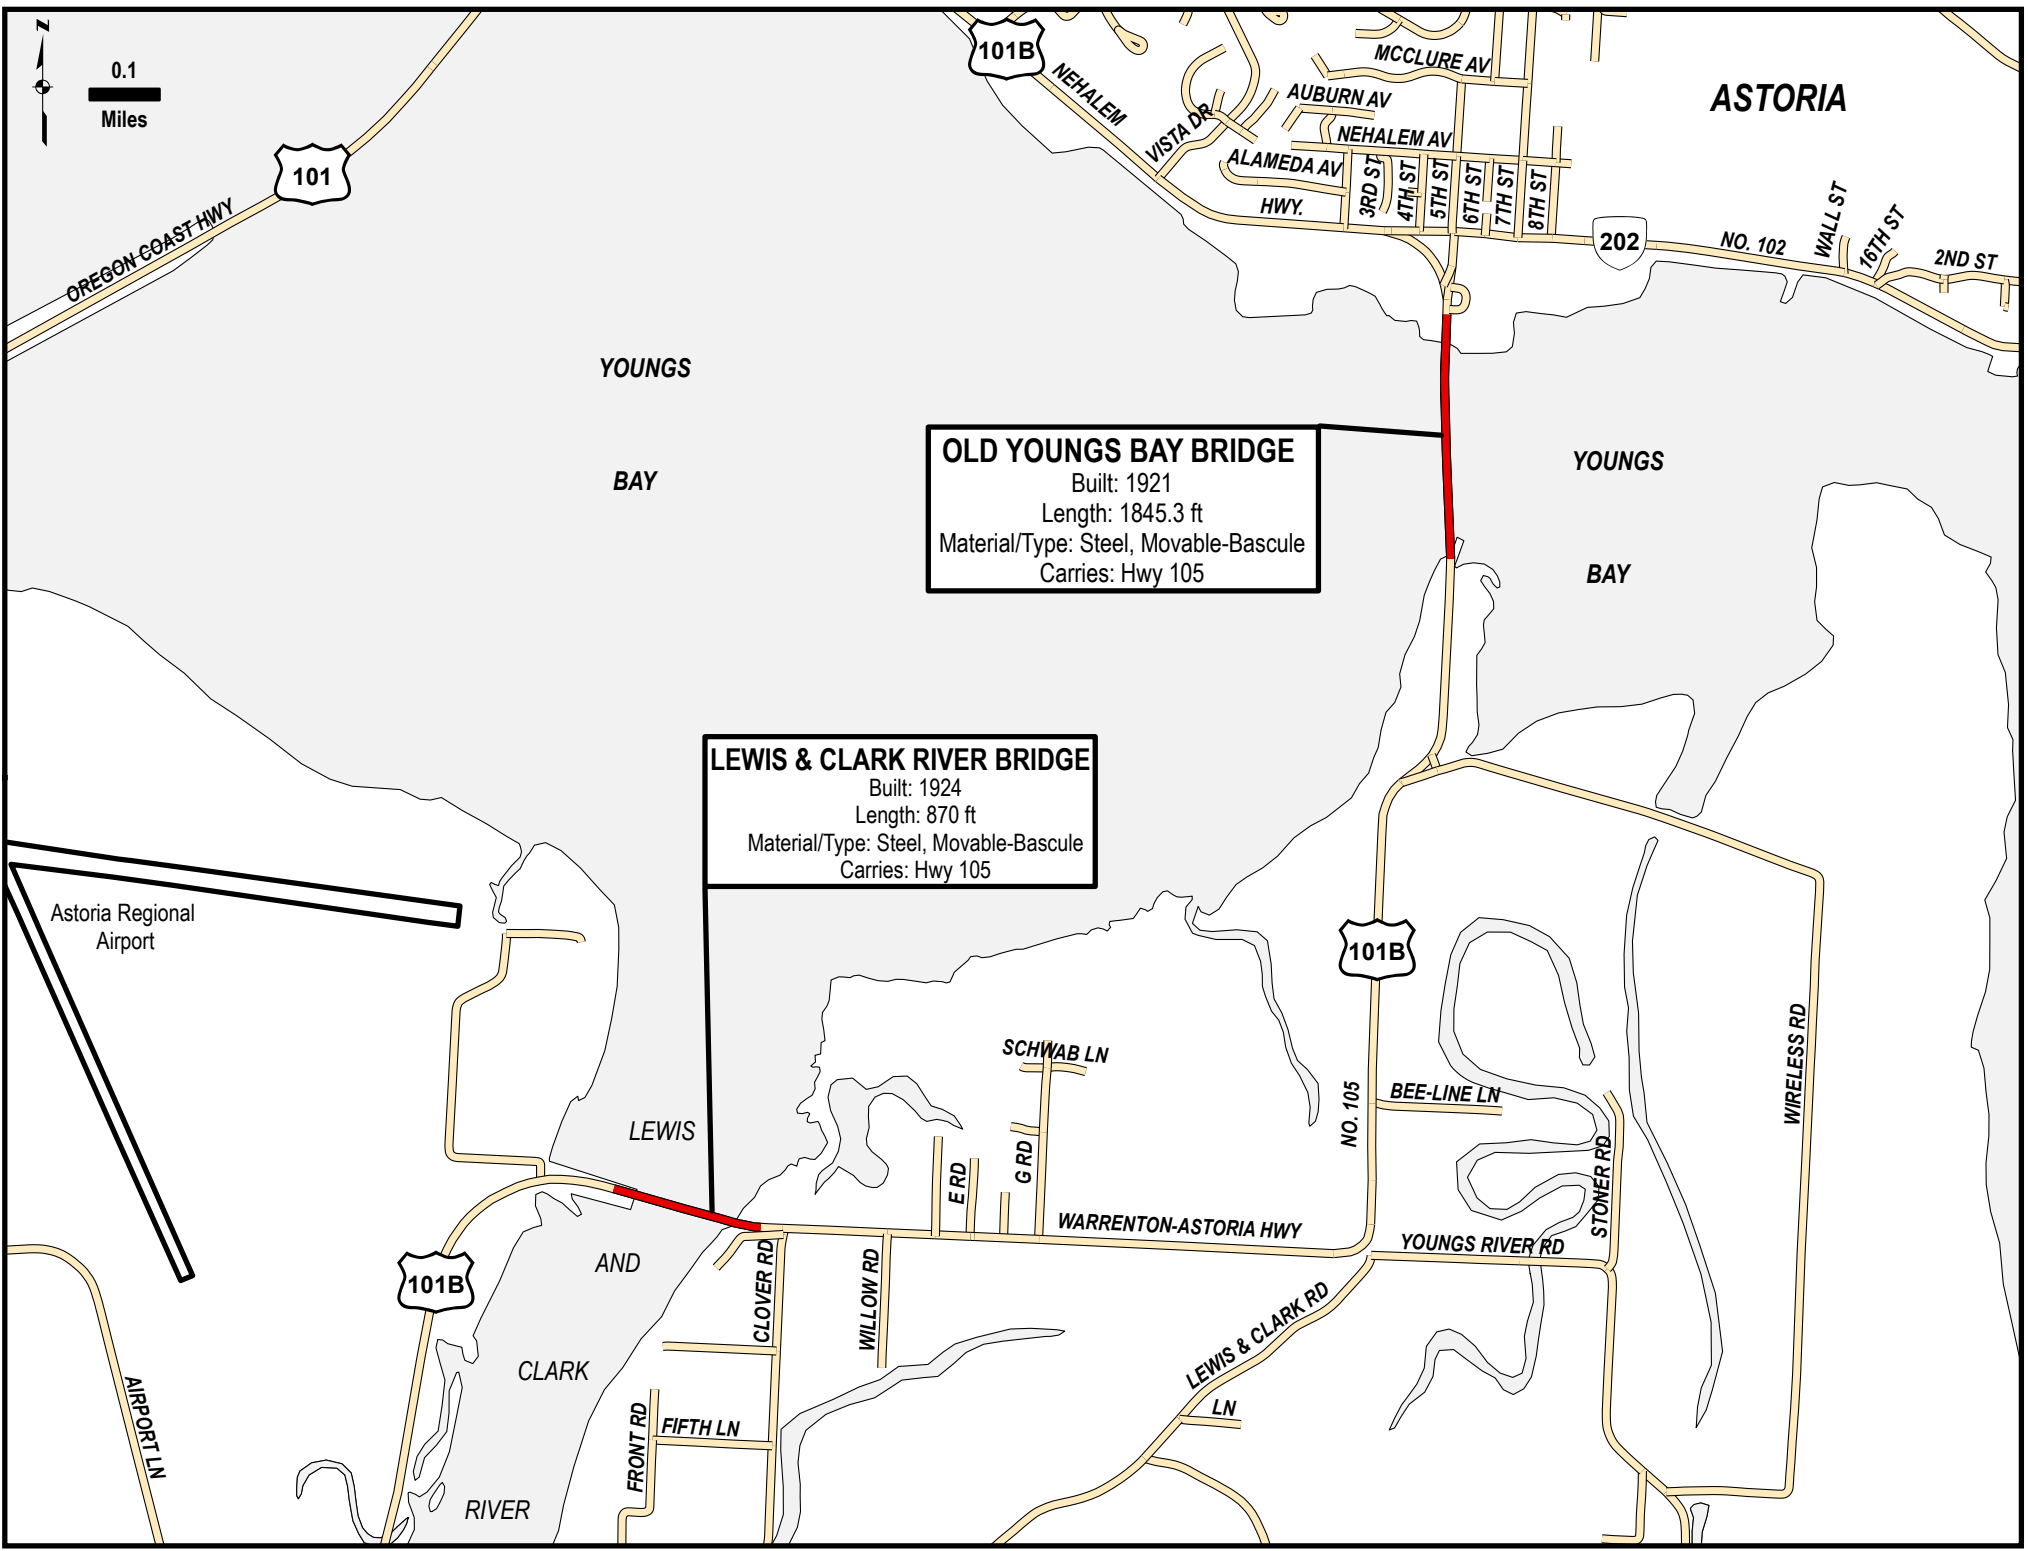 N
0.1
Miles
101
OREGON COAST HWY
101B
NEHALEM
VISTA DR
MCCLURE AV
AUBURN AV
NEHALEM AV
ALAMEDA AV
HWY.
3RD ST
4TH ST
5TH ST
6TH ST
7TH ST
8TH ST
ASTORIA
202
NO. 102
WALL ST
16TH ST
2ND ST
YOUNGS
BAY
OLD YOUNGS BAY BRIDGE
Built: 1921
Length: 1845.3 ft
Material/Type: Steel, Movable-Bascule
Carries: Hwy 105
YOUNGS
BAY
LEWIS & CLARK RIVER BRIDGE
Built: 1924
Length: 870 ft
Material/Type: Steel, Movable-Bascule
Carries: Hwy 105
Astoria Regional
Airport
101B
SCHWAB LN
NO. 105
BEE-LINE LN
WIRELESS RD
LEWIS
E RD
G RD
STONER RD
WARRENTON-ASTORIA HWY
YOUNGS RIVER RD
AND
101B
CLOVER RD
WILLOW RD
LEWIS & CLARK RD
CLARK
AIRPORT LN
FRONT RD
FIFTH LN
LN
RIVER